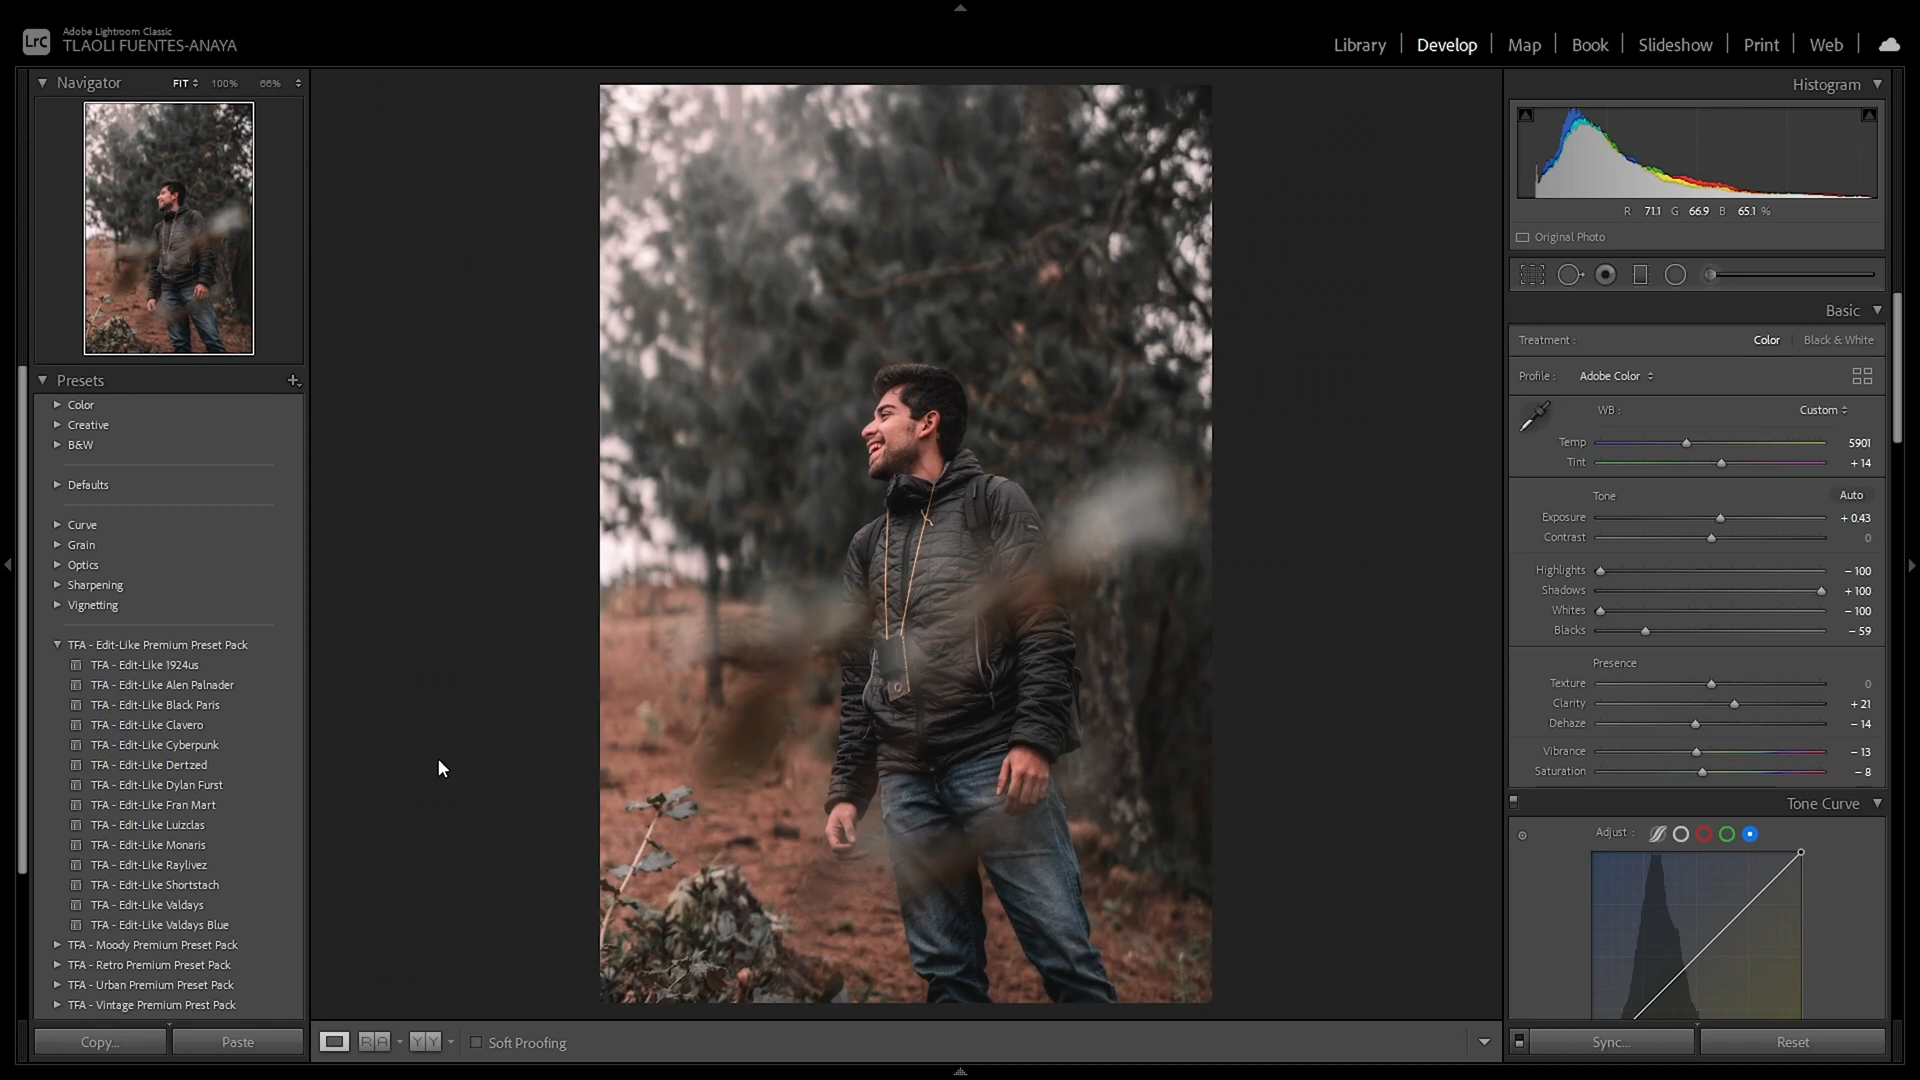 Adobe Lightroom Classic
TLAOLI FUENTES-ANAYA
LrC
Library | Develop | Map | Book | Slideshow | Print | Web
Navigator FIT 100% 66%
Presets
Color
Creative
B&W
Defaults
Curve
Grain
Optics
Sharpening
Vignetting
TFA - Edit-Like Premium Preset Pack
TFA - Edit-Like 1924us
TFA - Edit-Like Alen Palnader
TFA - Edit-Like Black Paris
TFA - Edit-Like Clavero
TFA - Edit-Like Cyberpunk
TFA - Edit-Like Dertzed
TFA - Edit-Like Dylan Furst
TFA - Edit-Like Fran Mart
TFA - Edit-Like Luizclas
TFA - Edit-Like Monaris
TFA - Edit-Like Raylivez
TFA - Edit-Like Shortstach
TFA - Edit-Like Valdays
TFA - Edit-Like Valdays Blue
TFA - Moody Premium Preset Pack
TFA - Retro Premium Preset Pack
TFA - Urban Premium Preset Pack
TFA - Vintage Premium Prest Pack
Copy... Paste
RA YY Soft Proofing
Histogram
R 71.1 G 66.9 B 65.1 %
Original Photo
Basic
Treatment : Color | Black & White
Profile : Adobe Color
WB : Custom
Temp 5901
Tint + 14
Tone Auto
Exposure + 0.43
Contrast 0
Highlights - 100
Shadows + 100
Whites - 100
Blacks - 59
Presence
Texture 0
Clarity + 21
Dehaze - 14
Vibrance - 13
Saturation - 8
Tone Curve
Adjust :
Sync... Reset